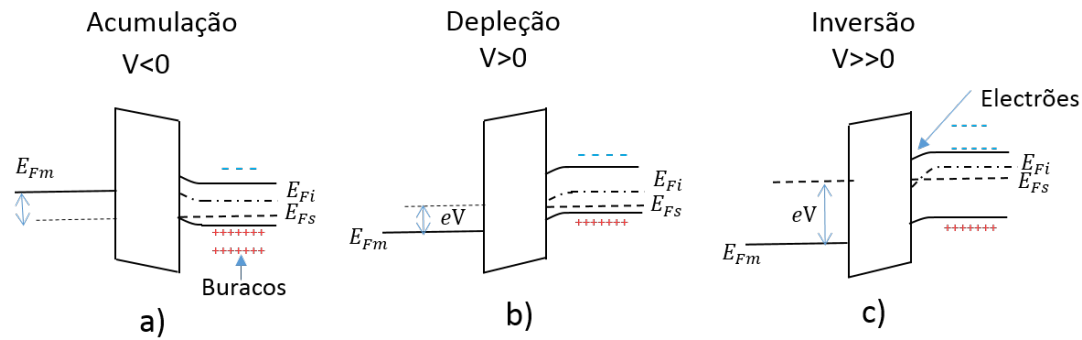 Acumulação
V<0
E_Fm
E_Fi
E_Fs
+++++++
+++++++
Buracos
a)
Depleção
V>0
E_Fi
eV
E_Fs
E_Fm
+++++++
b)
Inversão
V>>0
Electrões
E_Fi
E_Fs
eV
E_Fm
+++++++
c)